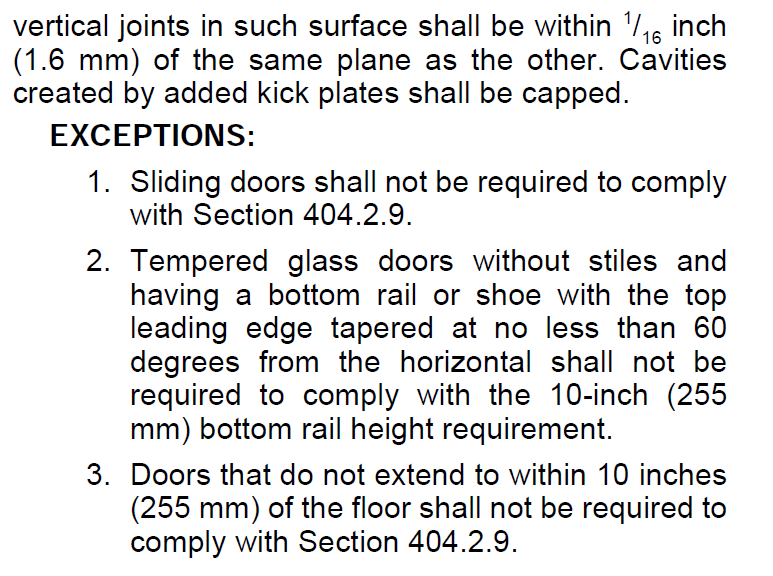 vertical joints in such surface shall be within 1/16 inch
(1.6 mm) of the same plane as the other. Cavities
created by added kick plates shall be capped.
EXCEPTIONS:
1. Sliding doors shall not be required to comply
with Section 404.2.9.
2. Tempered glass doors without stiles and
having a bottom rail or shoe with the top
leading edge tapered at no less than 60
degrees from the horizontal shall not be
required to comply with the 10-inch (255
mm) bottom rail height requirement.
3. Doors that do not extend to within 10 inches
(255 mm) of the floor shall not be required to
comply with Section 404.2.9.